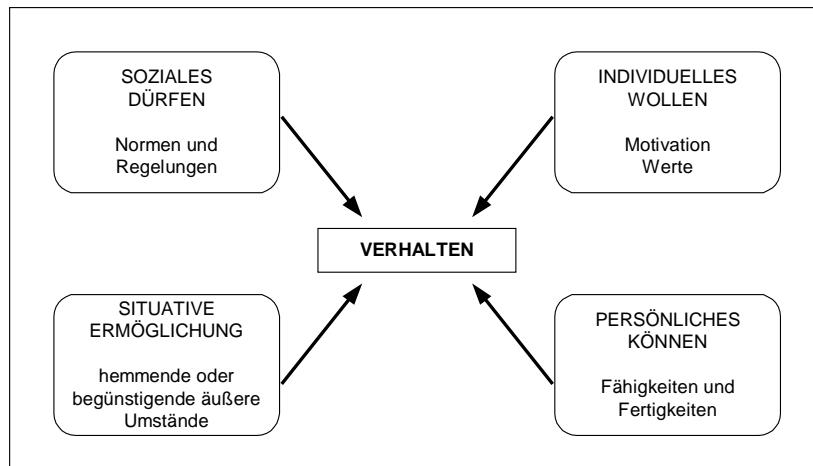 SOZIALES
DÜRFEN
Normen und
Regelungen
INDIVIDUELLES
WOLLEN
Motivation
Werte
VERHALTEN
SITUATIVE
ERMÖGLICHUNG
hemmende oder
begünstigende äußere
Umstände
PERSÖNLICHES
KÖNNEN
Fähigkeiten und
Fertigkeiten